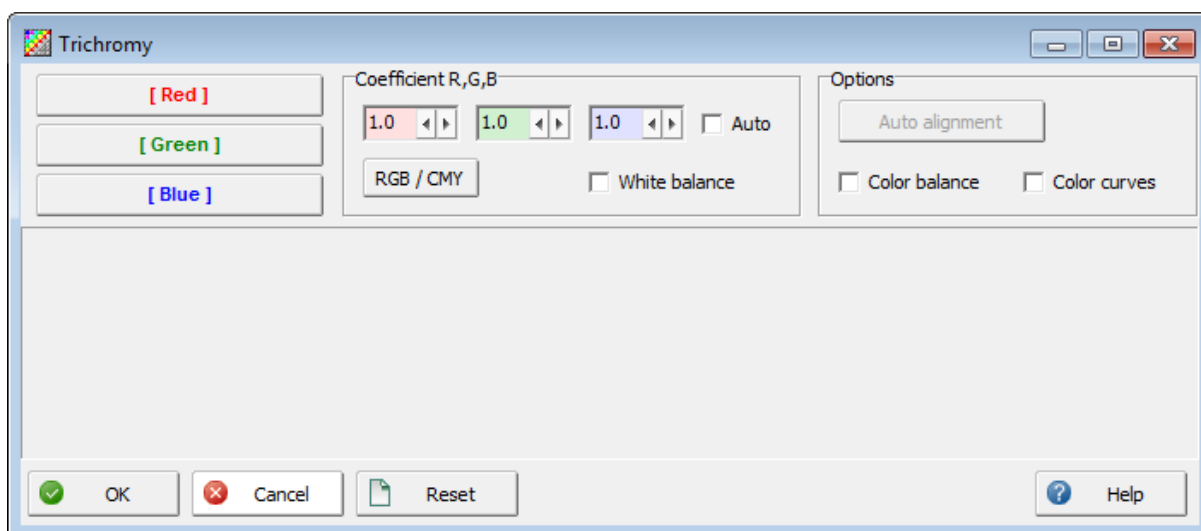 Trichromy
[ Red ]
[ Green ]
[ Blue ]
Coefficient R,G,B
1.0 1.0 1.0 Auto
RGB / CMY White balance
Options
Auto alignment
Color balance Color curves
OK Cancel Reset Help